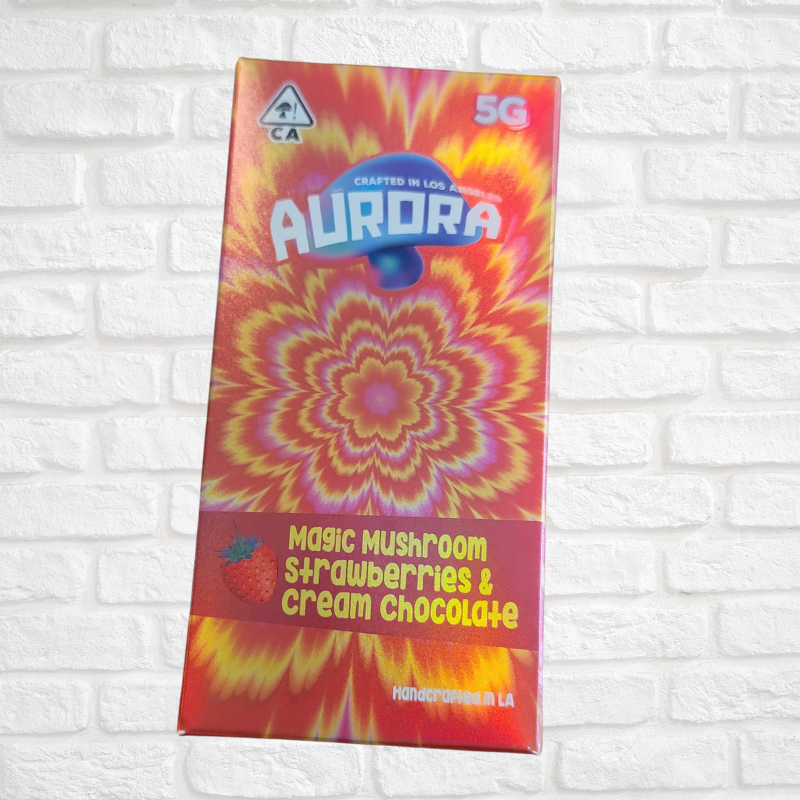 5G
CA
CRAFTED IN LOS ANGELES
AURORA
Magic Mushroom
Strawberries &
Cream Chocolate
Handcrafted in LA